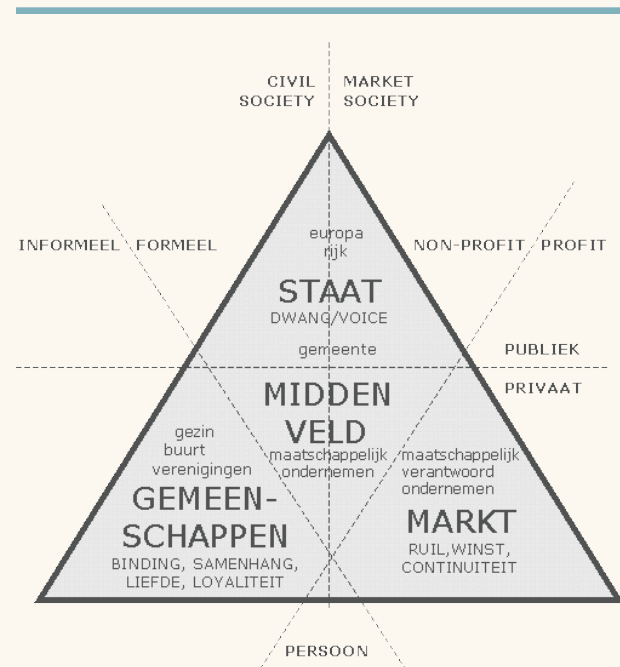 CIVIL SOCIETY
MARKET SOCIETY
INFORMEEL
FORMEEL
NON-PROFIT
PROFIT
europa
rijk
STAAT
DWANG/VOICE
gemeente
PUBLIEK
PRIVAAT
MIDDEN
VELD
maatschappelijk
ondernemen
gezin
buurt
verenigingen
GEMEEN-
SCHAPPEN
BINDING, SAMENHANG,
LIEFDE, LOYALITEIT
maatschappelijk
verantwoord
ondernemen
MARKT
RUIL,WINST,
CONTINUITEIT
PERSOON